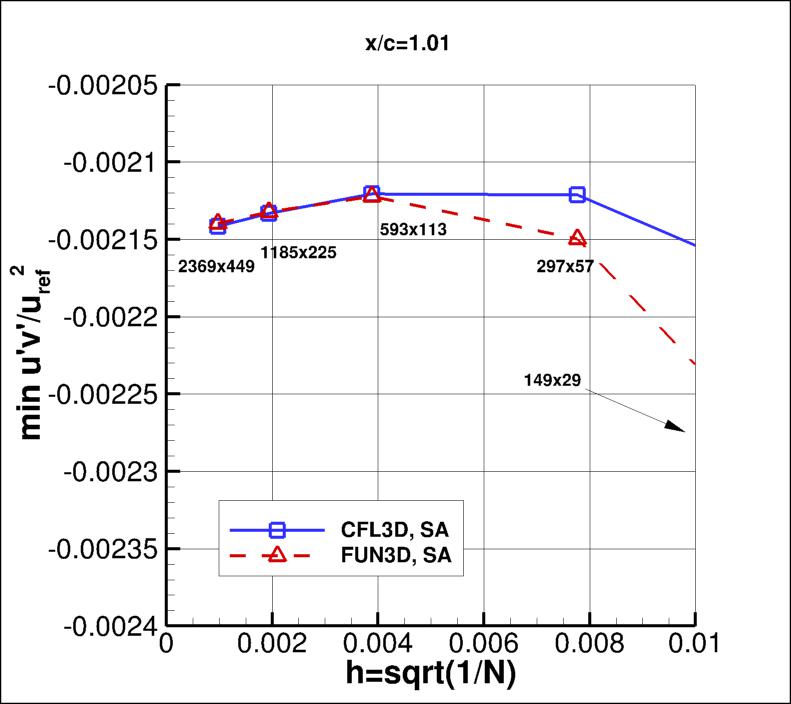 x/c=1.01
-0.00205
-0.0021
-0.00215
-0.0022
-0.00225
-0.0023
-0.00235
-0.0024
min u'v'/u_ref^2
2369x449
1185x225
593x113
297x57
149x29
CFL3D, SA
FUN3D, SA
0 0.002 0.004 0.006 0.008 0.01
h=sqrt(1/N)